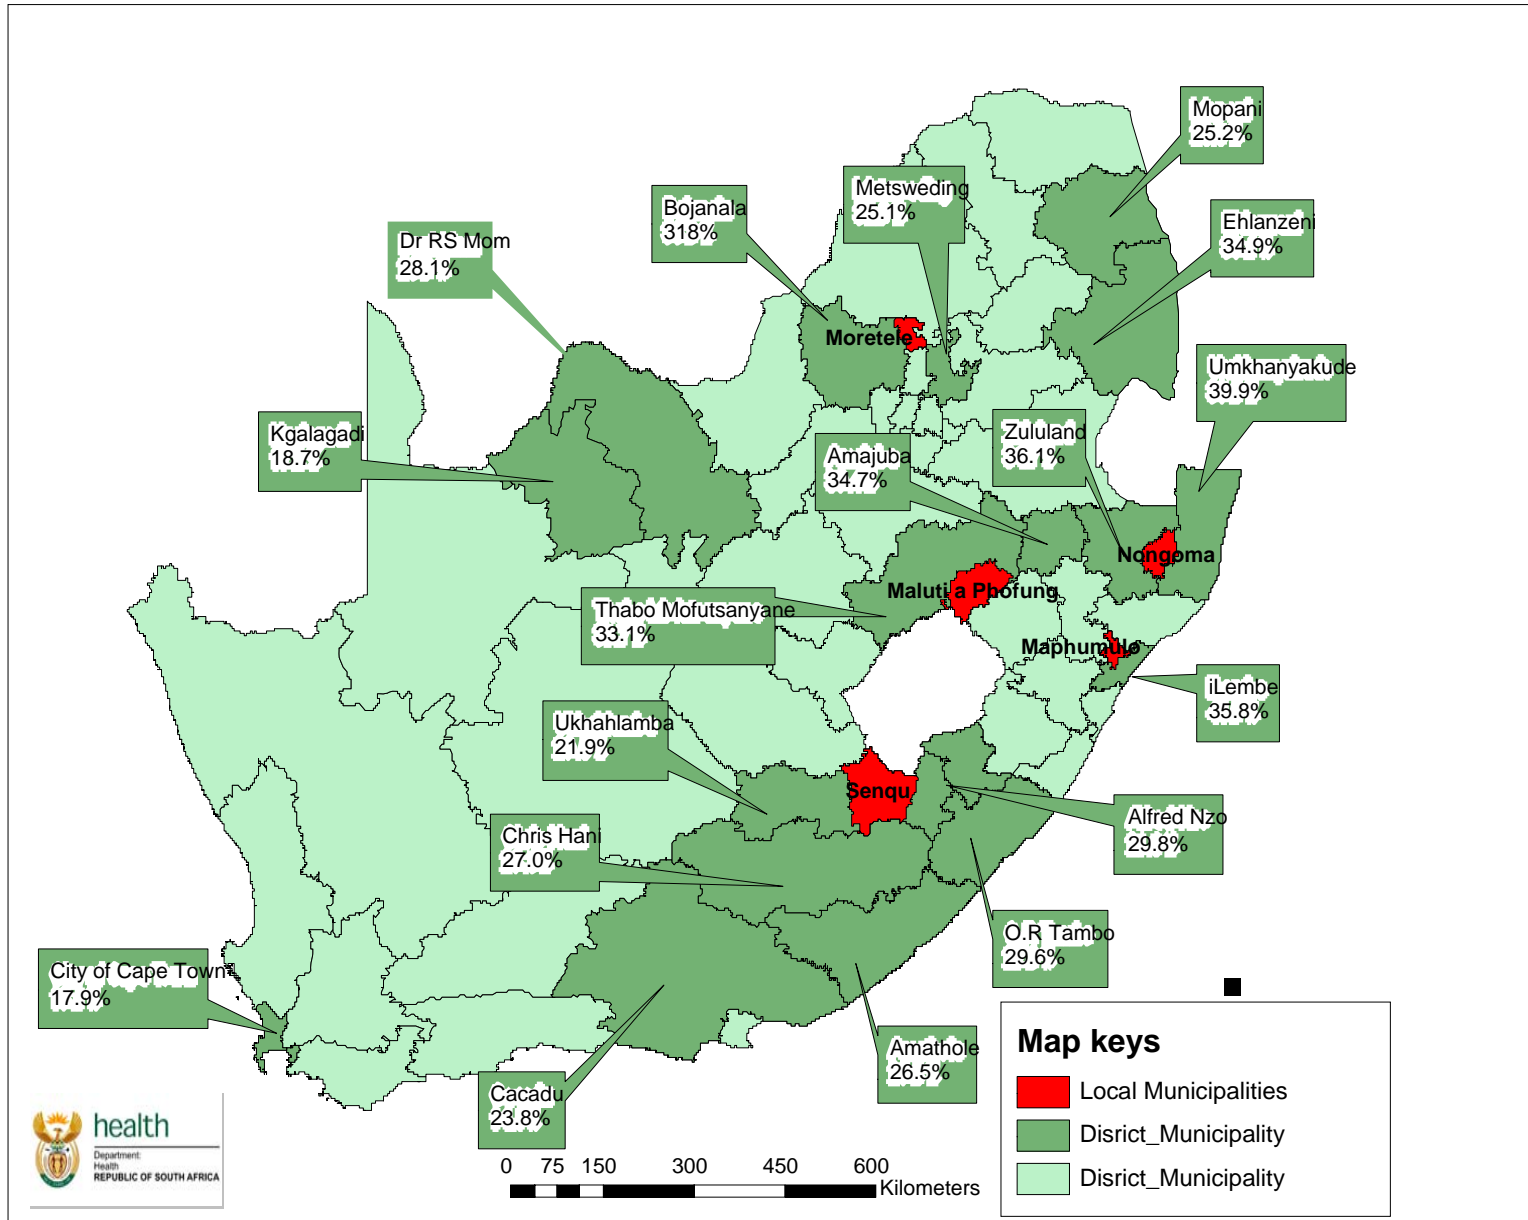 Mopani
25.2%
Metsweding
25.1%
Bojanala
318%
Ehlanzeni
34.9%
Dr RS Mom
28.1%
Moretele
Umkhanyakude
39.9%
Kgalagadi
18.7%
Zululand
36.1%
Amajuba
34.7%
Nongoma
Maluti a Phofung
Thabo Mofutsanyane
33.1%
Maphumulo
iLembe
35.8%
Ukhahlamba
21.9%
Senqu
Alfred Nzo
29.8%
Chris Hani
27.0%
O.R Tambo
29.6%
City of Cape Town
17.9%
Amathole
26.5%
Cacadu
23.8%
Map keys
Local Municipalities
Disrict_Municipality
Disrict_Municipality
health
Department:
Health
REPUBLIC OF SOUTH AFRICA
0 75 150 300 450 600
Kilometers